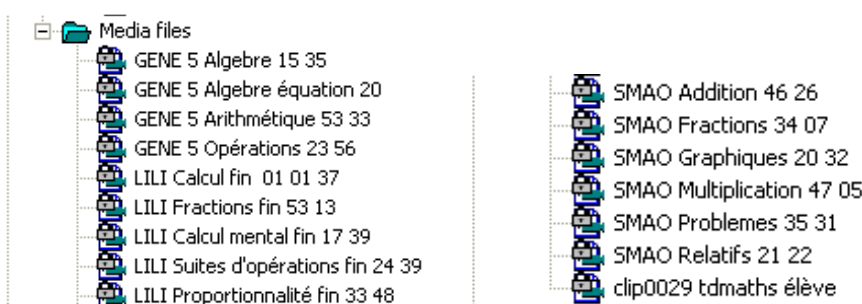 Media files
GENE 5 Algebre 15 35
GENE 5 Algebre équation 20
GENE 5 Arithmétique 53 33
GENE 5 Opérations 23 56
LILI Calcul fin  01 01 37
LILI Fractions fin 53 13
LILI Calcul mental fin 17 39
LILI Suites d'opérations fin 24 39
LILI Proportionnalité fin 33 48
SMAO Addition 46 26
SMAO Fractions 34 07
SMAO Graphiques 20 32
SMAO Multiplication 47 05
SMAO Problemes 35 31
SMAO Relatifs 21 22
clip0029 tdmaths élève